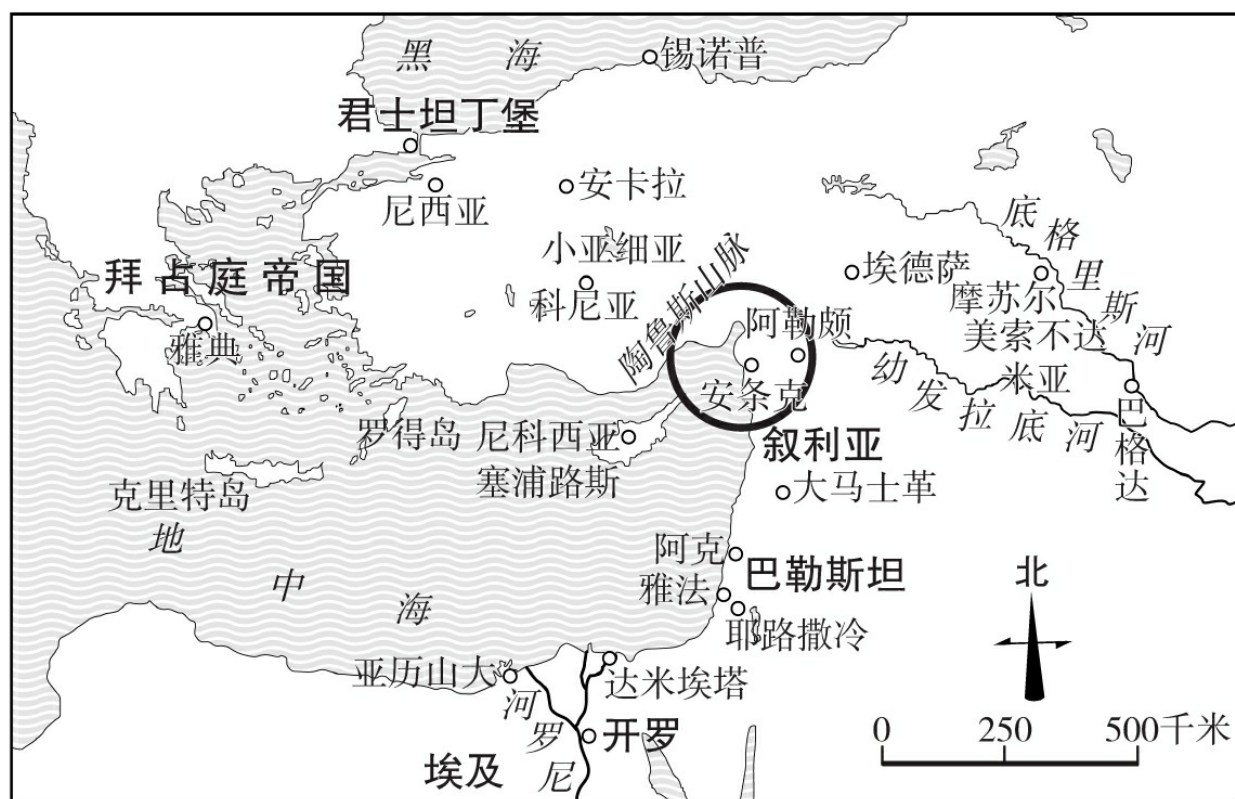 黑海
锡诺普
君士坦丁堡
尼西亚
安卡拉
小亚细亚
科尼亚
拜占庭帝国
雅典
陶鲁斯山脉
埃德萨
底格里斯河
摩苏尔
美索不达
米亚
阿勒颇
安条克
幼发拉底河
巴格达
罗得岛
尼科西亚
塞浦路斯
叙利亚
克里特岛
大马士革
地中海
阿克
巴勒斯坦
雅法
耶路撒冷
北
亚历山大
达米埃塔
河罗尼
开罗
埃及
0 250 500千米